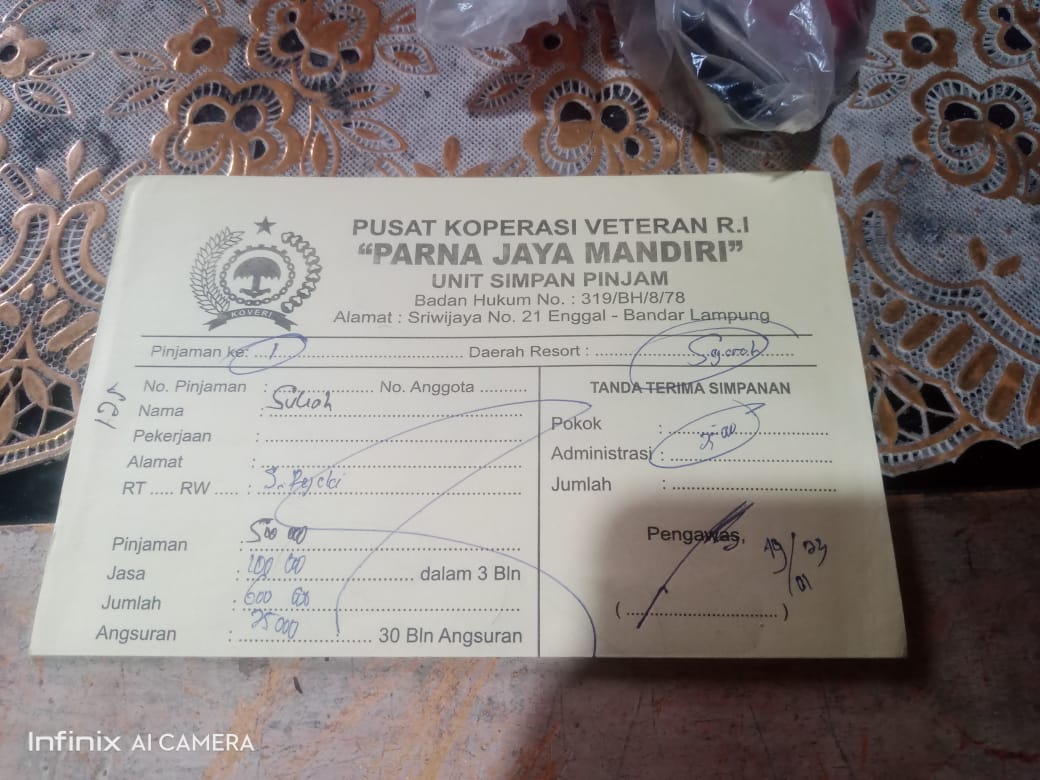 PUSAT KOPERASI VETERAN R.I
"PARNA JAYA MANDIRI"
UNIT SIMPAN PINJAM
Badan Hukum No. : 319/BH/8/78
Alamat : Sriwijaya No. 21 Enggal - Bandar Lampung
KOVERI
Pinjaman ke: 1 Daerah Resort :
No. Pinjaman : No. Anggota
Nama :
Pekerjaan :
Alamat :
RT ..... RW ..... :
Pinjaman : 500 000
Jasa : 100 00 dalam 3 Bln
Jumlah : 600 00
Angsuran : 25 000 30 Bln Angsuran
TANDA TERIMA SIMPANAN
Pokok :
Administrasi :
Jumlah :
Pengawas,
(..............................)
Infinix AI CAMERA